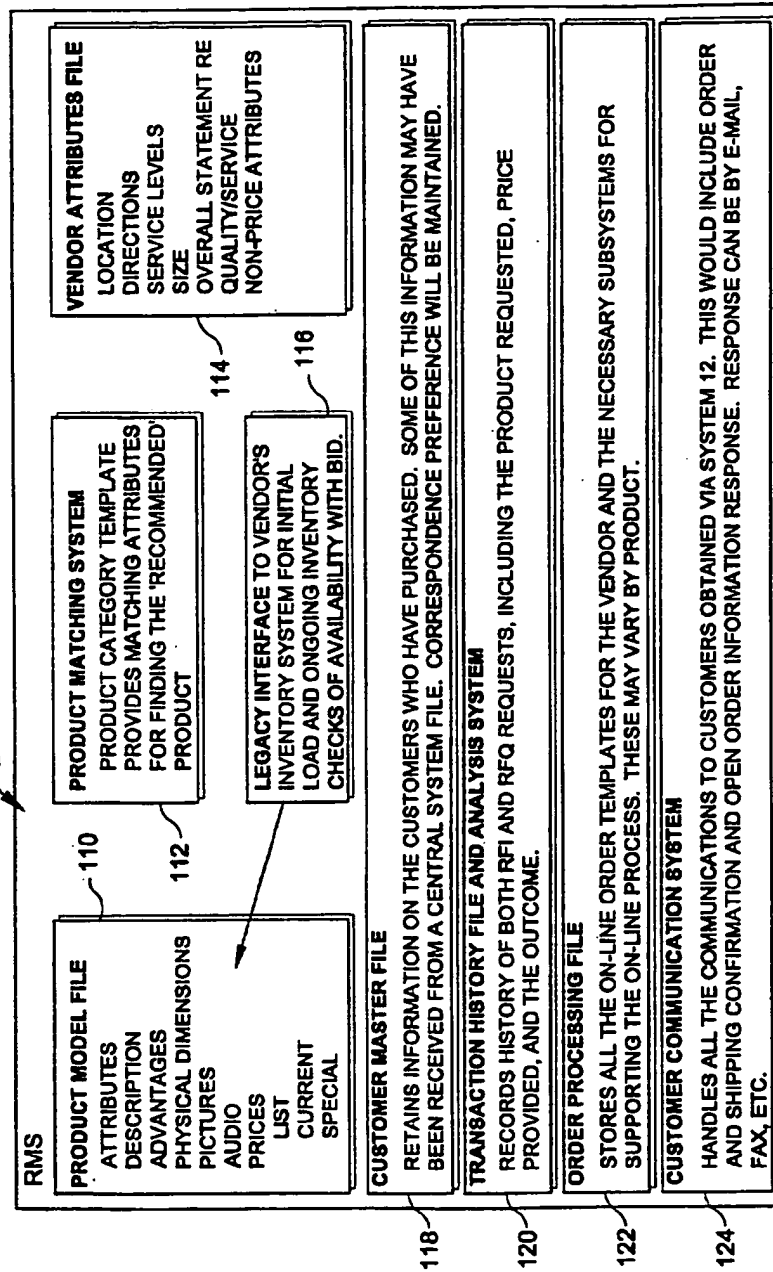 RMS
PRODUCT MODEL FILE
ATTRIBUTES
DESCRIPTION
ADVANTAGES
PHYSICAL DIMENSIONS
PICTURES
AUDIO
PRICES
LIST
CURRENT
SPECIAL
110
PRODUCT MATCHING SYSTEM
PRODUCT CATEGORY TEMPLATE
PROVIDES MATCHING ATTRIBUTES
FOR FINDING THE 'RECOMMENDED'
PRODUCT
112
VENDOR ATTRIBUTES FILE
LOCATION
DIRECTIONS
SERVICE LEVELS
SIZE
OVERALL STATEMENT RE
QUALITY/SERVICE
NON-PRICE ATTRIBUTES
114
LEGACY INTERFACE TO VENDOR'S
INVENTORY SYSTEM FOR INITIAL
LOAD AND ONGOING INVENTORY
CHECKS OF AVAILABILITY WITH BID.
116
CUSTOMER MASTER FILE
RETAINS INFORMATION ON THE CUSTOMERS WHO HAVE PURCHASED. SOME OF THIS INFORMATION MAY HAVE
BEEN RECEIVED FROM A CENTRAL SYSTEM FILE. CORRESPONDENCE PREFERENCE WILL BE MAINTAINED.
118
TRANSACTION HISTORY FILE AND ANALYSIS SYSTEM
RECORDS HISTORY OF BOTH RFI AND RFQ REQUESTS, INCLUDING THE PRODUCT REQUESTED, PRICE
PROVIDED, AND THE OUTCOME.
120
ORDER PROCESSING FILE
STORES ALL THE ON-LINE ORDER TEMPLATES FOR THE VENDOR AND THE NECESSARY SUBSYSTEMS FOR
SUPPORTING THE ON-LINE PROCESS. THESE MAY VARY BY PRODUCT.
122
CUSTOMER COMMUNICATION SYSTEM
HANDLES ALL THE COMMUNICATIONS TO CUSTOMERS OBTAINED VIA SYSTEM 12. THIS WOULD INCLUDE ORDER
AND SHIPPING CONFIRMATION AND OPEN ORDER INFORMATION RESPONSE. RESPONSE CAN BE BY E-MAIL,
FAX, ETC.
124